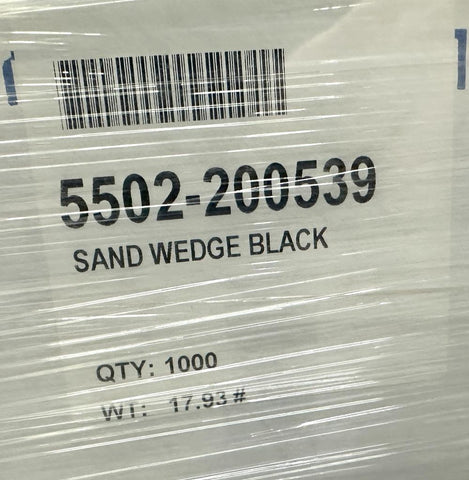 5502-200539
SAND WEDGE BLACK
QTY: 1000
WT: 17.93 #